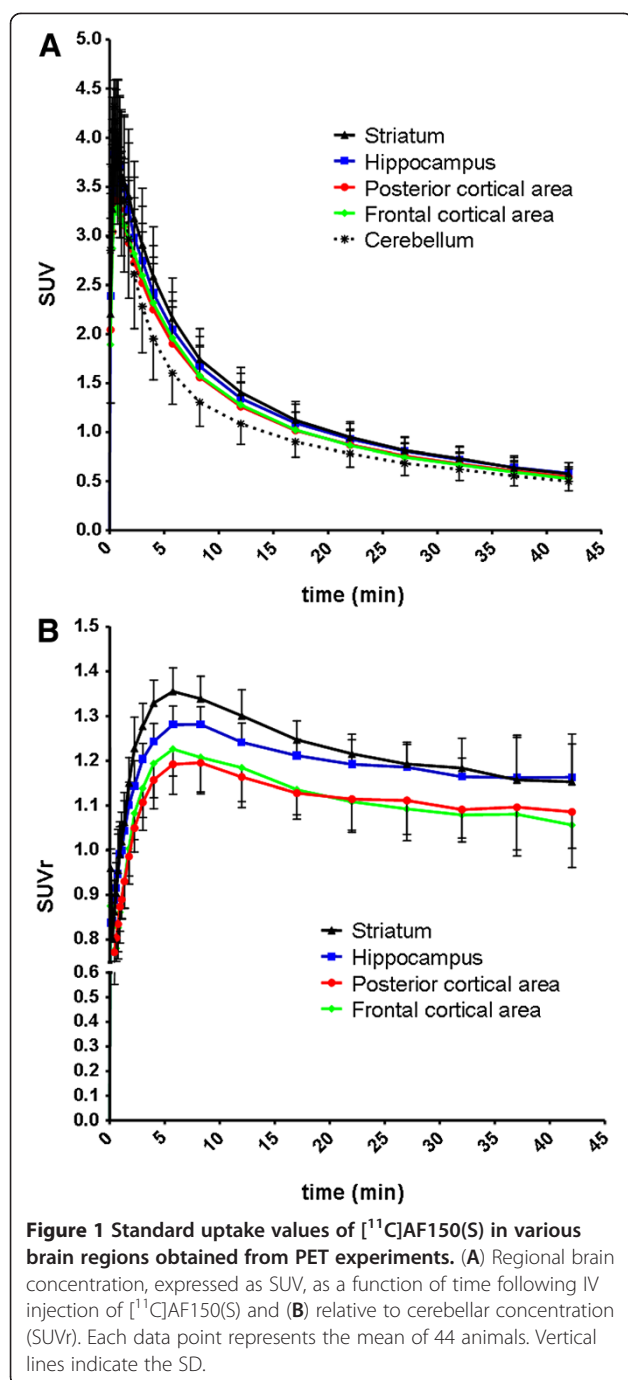 A
5.0
4.5
4.0
3.5
3.0
2.5
2.0
1.5
1.0
0.5
0.0
SUV
Striatum
Hippocampus
Posterior cortical area
Frontal cortical area
Cerebellum
0 5 10 15 20 25 30 35 40 45
time (min)
B
1.5
1.4
1.3
1.2
1.1
1.0
0.9
0.8
0.6
0.5
0.4
0.3
0.2
0.1
0.0
SUVr
Striatum
Hippocampus
Posterior cortical area
Frontal cortical area
0 5 10 15 20 25 30 35 40 45
time (min)
Figure 1 Standard uptake values of [¹¹C]AF150(S) in various
brain regions obtained from PET experiments. (A) Regional brain
concentration, expressed as SUV, as a function of time following IV
injection of [¹¹C]AF150(S) and (B) relative to cerebellar concentration
(SUVr). Each data point represents the mean of 44 animals. Vertical
lines indicate the SD.